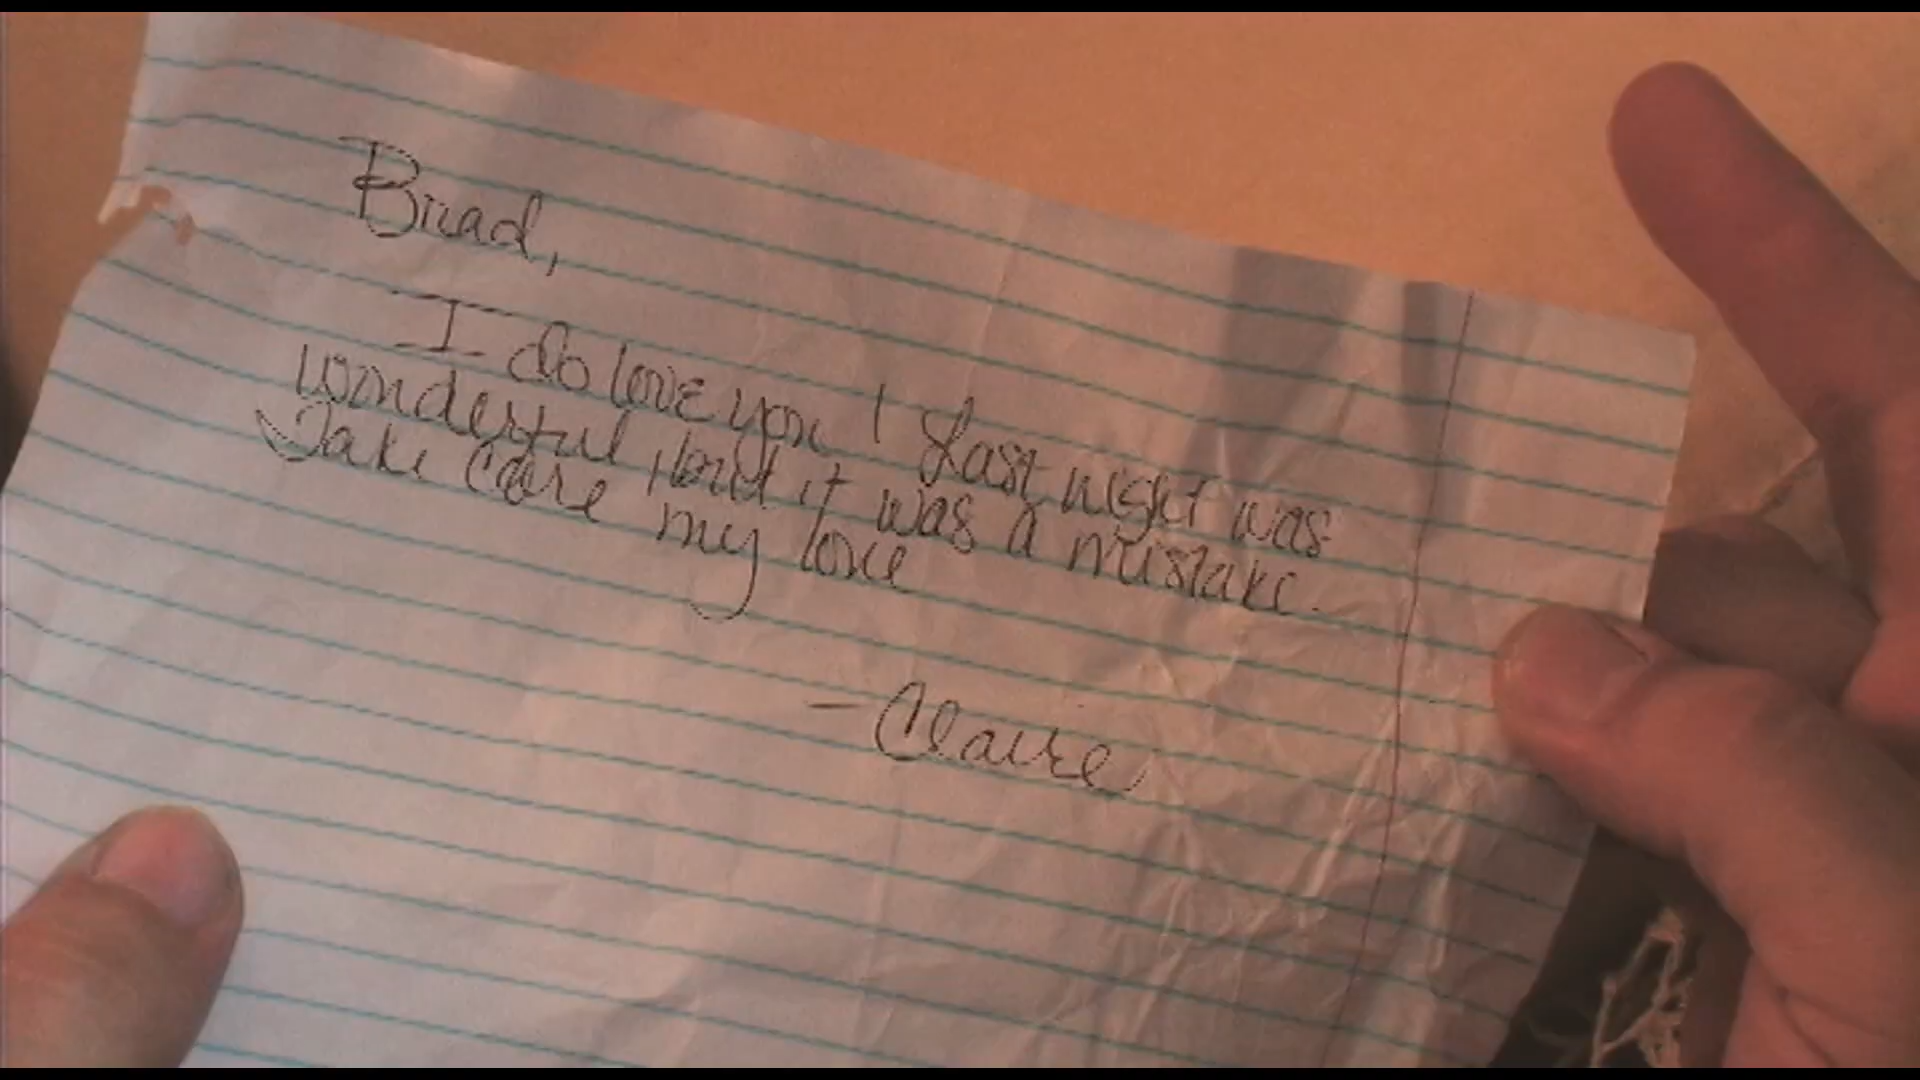 Brad,
I do love you! Last night was
wonderful, but it was a mistake.
Take care my love
- Claire